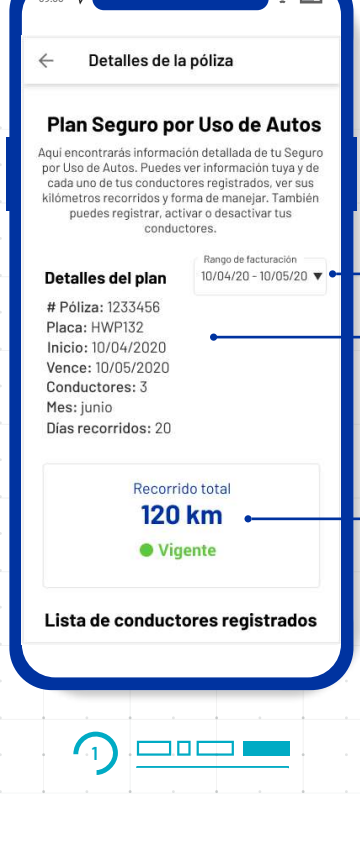 Detalles de la póliza
Plan Seguro por Uso de Autos
Aquí encontrarás información detallada de tu Seguro
por Uso de Autos. Puedes ver información tuya y de
cada uno de tus conductores registrados, ver sus
kilómetros recorridos y forma de manejar. También
puedes registrar, activar o desactivar tus
conductores.
Rango de facturación
Detalles del plan
10/04/20 - 10/05/20
# Póliza: 1233456
Placa: HWP132
Inicio: 10/04/2020
Vence: 10/05/2020
Conductores: 3
Mes: junio
Días recorridos: 20
Recorrido total
120 km
Vigente
Lista de conductores registrados
1